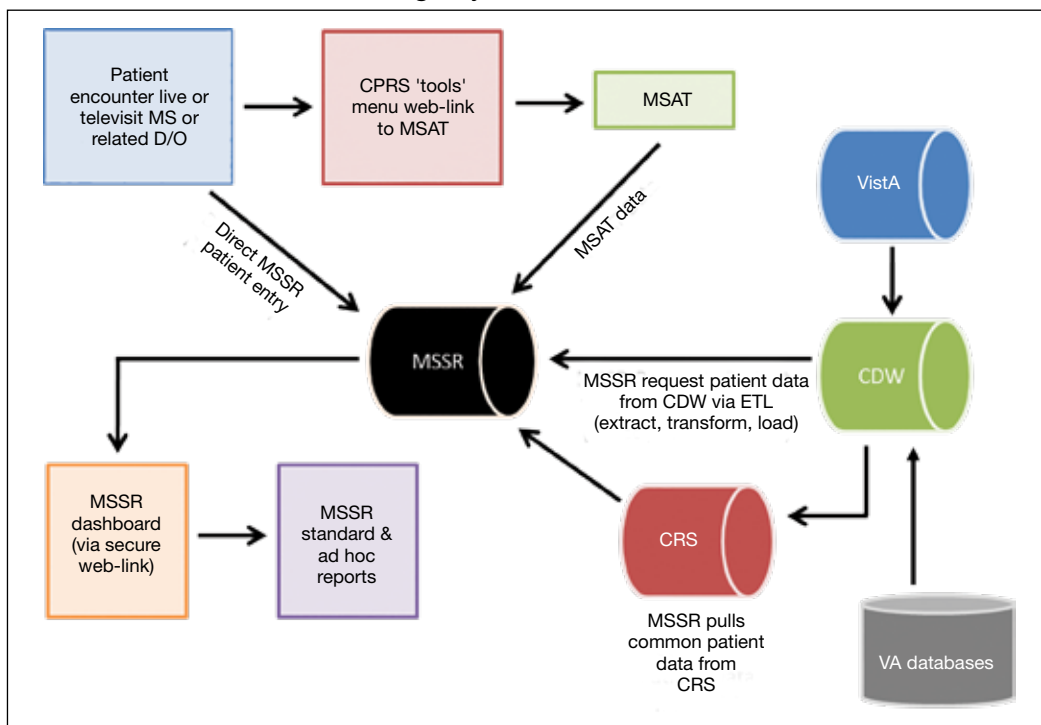 Patient
encounter live or
televisit MS or
related D/O
CPRS 'tools'
menu web-link
to MSAT
MSAT
VistA
Direct MSSR
patient entry
MSAT data
MSSR
MSSR request patient data
from CDW via ETL
(extract, transform, load)
CDW
MSSR
dashboard
(via secure
web-link)
MSSR
standard &
ad hoc
reports
CRS
MSSR pulls
common patient
data from
CRS
VA databases